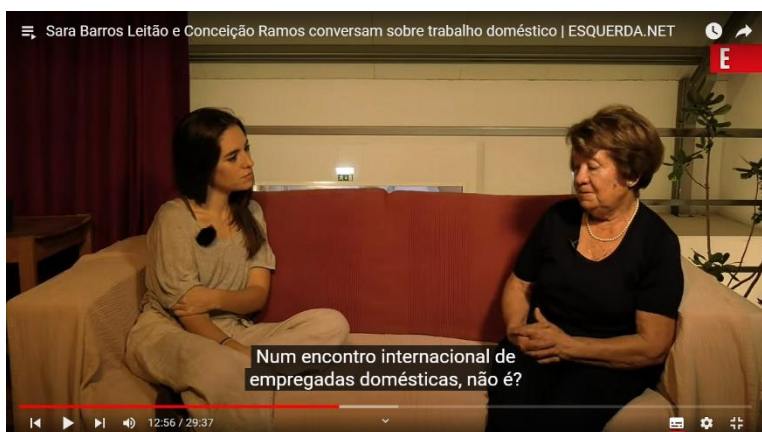 Sara Barros Leitão e Conceição Ramos conversam sobre trabalho doméstico | ESQUERDA.NET
E
Num encontro internacional de
empregadas domésticas, não é?
12:56 / 29:37